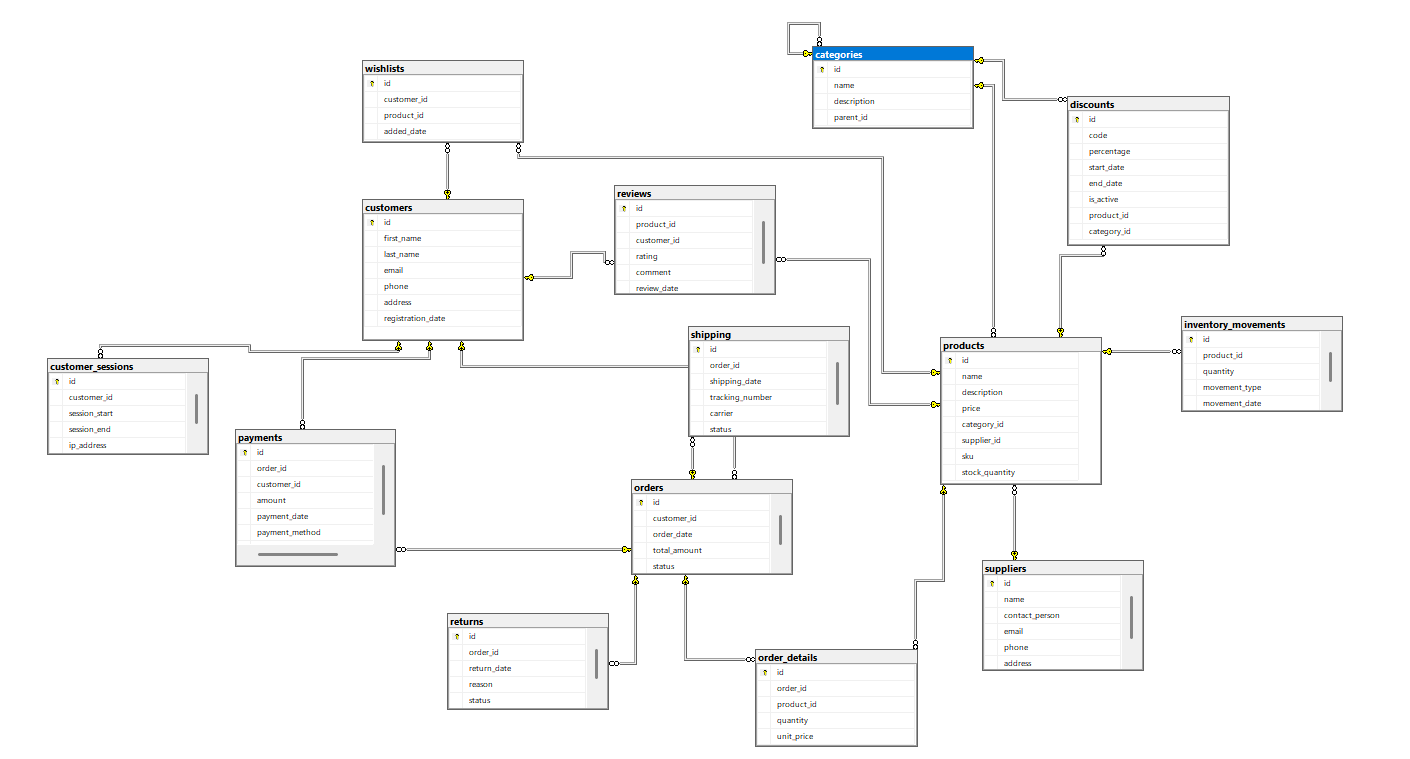 categories
id
name
description
parent_id
wishlists
id
customer_id
product_id
added_date
discounts
id
code
percentage
start_date
end_date
is_active
product_id
category_id
reviews
id
product_id
customer_id
rating
comment
review_date
customers
id
first_name
last_name
email
phone
address
registration_date
inventory_movements
id
product_id
quantity
movement_type
movement_date
shipping
id
order_id
shipping_date
tracking_number
carrier
status
products
id
name
description
price
category_id
supplier_id
sku
stock_quantity
customer_sessions
id
customer_id
session_start
session_end
ip_address
payments
id
order_id
customer_id
amount
payment_date
payment_method
orders
id
customer_id
order_date
total_amount
status
suppliers
id
name
contact_person
email
phone
address
returns
id
order_id
return_date
reason
status
order_details
id
order_id
product_id
quantity
unit_price